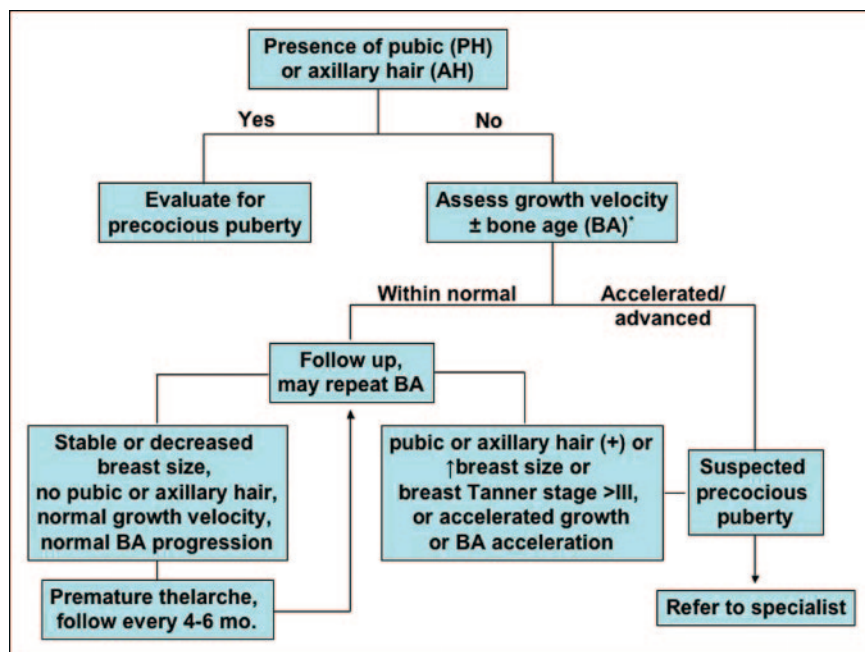 Presence of pubic (PH)
or axillary hair (AH)
Yes
No
Evaluate for
precocious puberty
Assess growth velocity
± bone age (BA)*
Within normal
Accelerated/
advanced
Follow up,
may repeat BA
Stable or decreased
breast size,
no pubic or axillary hair,
normal growth velocity,
normal BA progression
pubic or axillary hair (+) or
↑breast size or
breast Tanner stage >III,
or accelerated growth
or BA acceleration
Suspected
precocious
puberty
Premature thelarche,
follow every 4-6 mo.
Refer to specialist